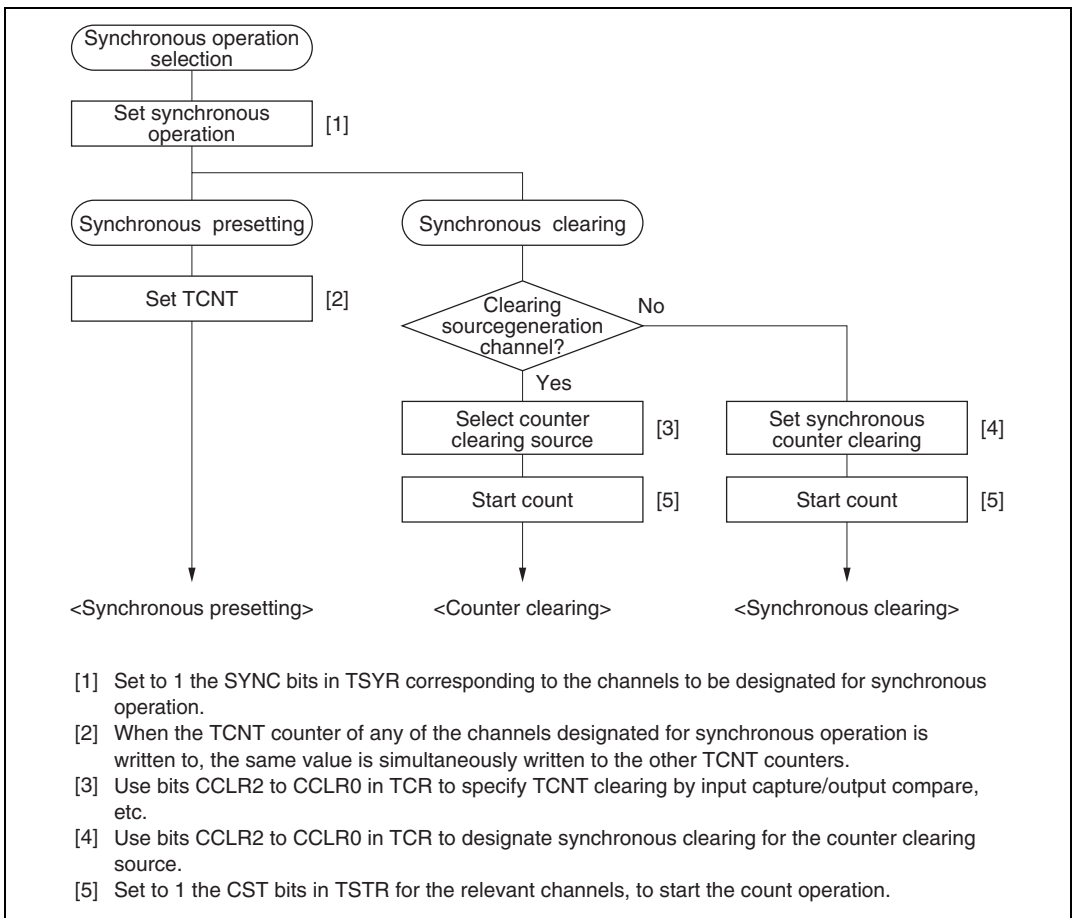 Synchronous operation
selection
Set synchronous
operation
[1]
Synchronous presetting
Synchronous clearing
Set TCNT
[2]
Clearing
sourcegeneration
channel?
No
Yes
Select counter
clearing source
[3]
Set synchronous
counter clearing
[4]
Start count
[5]
Start count
[5]
<Synchronous presetting>
<Counter clearing>
<Synchronous clearing>
[1] Set to 1 the SYNC bits in TSYR corresponding to the channels to be designated for synchronous
operation.
[2] When the TCNT counter of any of the channels designated for synchronous operation is
written to, the same value is simultaneously written to the other TCNT counters.
[3] Use bits CCLR2 to CCLR0 in TCR to specify TCNT clearing by input capture/output compare,
etc.
[4] Use bits CCLR2 to CCLR0 in TCR to designate synchronous clearing for the counter clearing
source.
[5] Set to 1 the CST bits in TSTR for the relevant channels, to start the count operation.